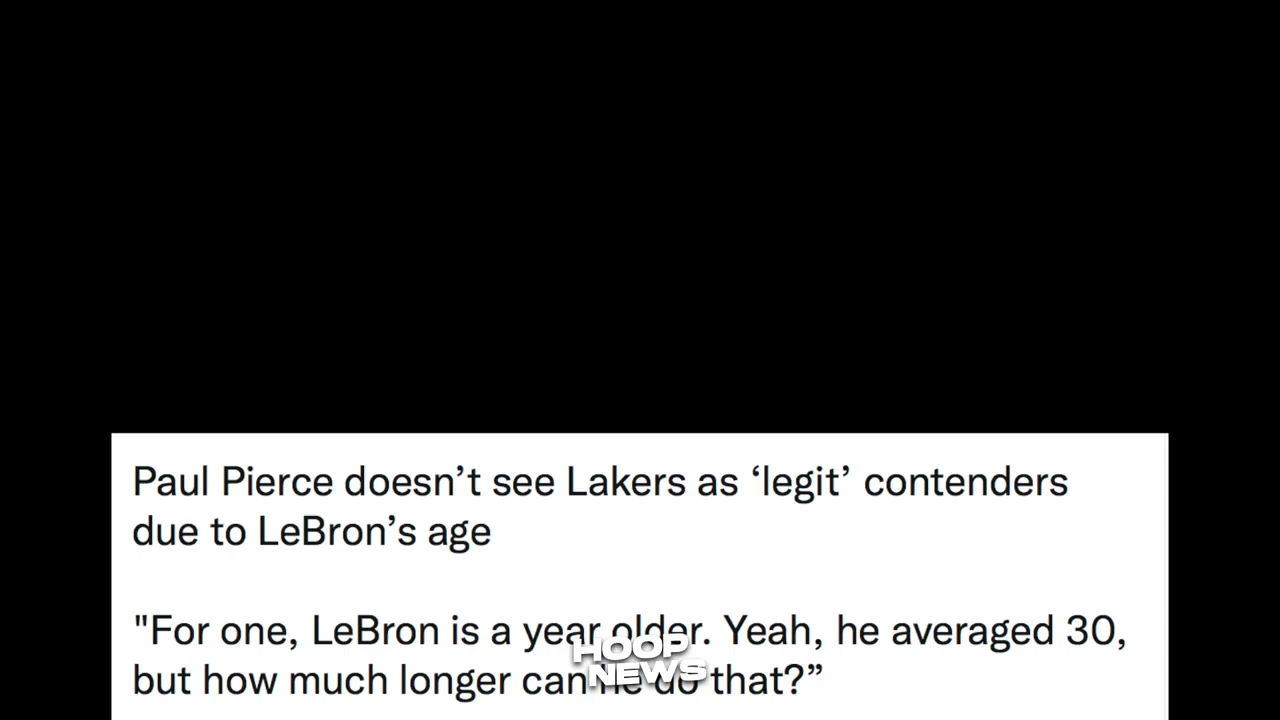 Paul Pierce doesn’t see Lakers as ‘legit’ contenders
due to LeBron’s age
"For one, LeBron is a year older. Yeah, he averaged 30,
but how much longer can he do that?”
HOOP
NEWS